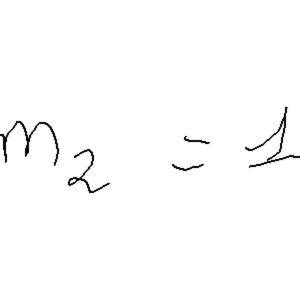 m₂ = 1